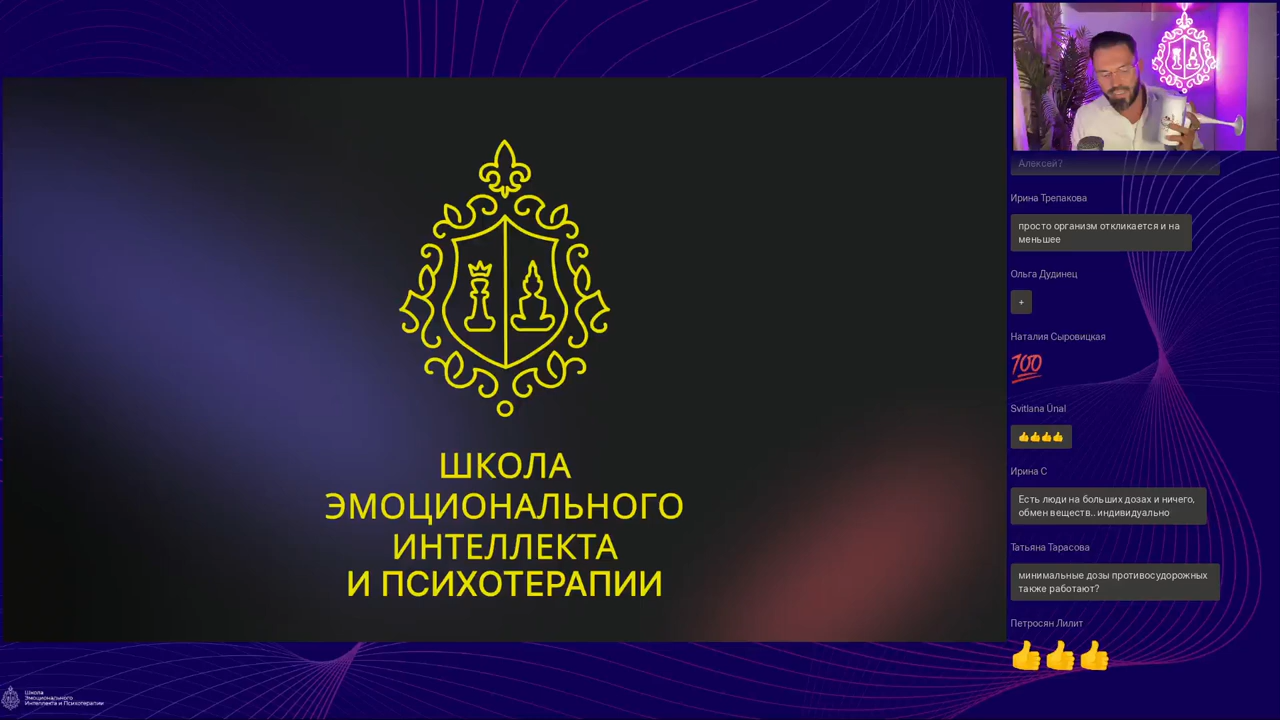 ШКОЛА
ЭМОЦИОНАЛЬНОГО
ИНТЕЛЛЕКТА
И ПСИХОТЕРАПИИ
Алексей?
Ирина Трепакова
просто организм откликается и на
меньшее
Ольга Дудинец
+
Наталия Сыровицкая
💯
Svitlana Ünal
👍👍👍👍
Ирина С
Есть люди на больших дозах и ничего,
обмен веществ.. индивидуально
Татьяна Тарасова
минимальные дозы противосудорожных
также работают?
Петросян Лилит
👍👍👍
Школа
Эмоционального
Интеллекта и Психотерапии